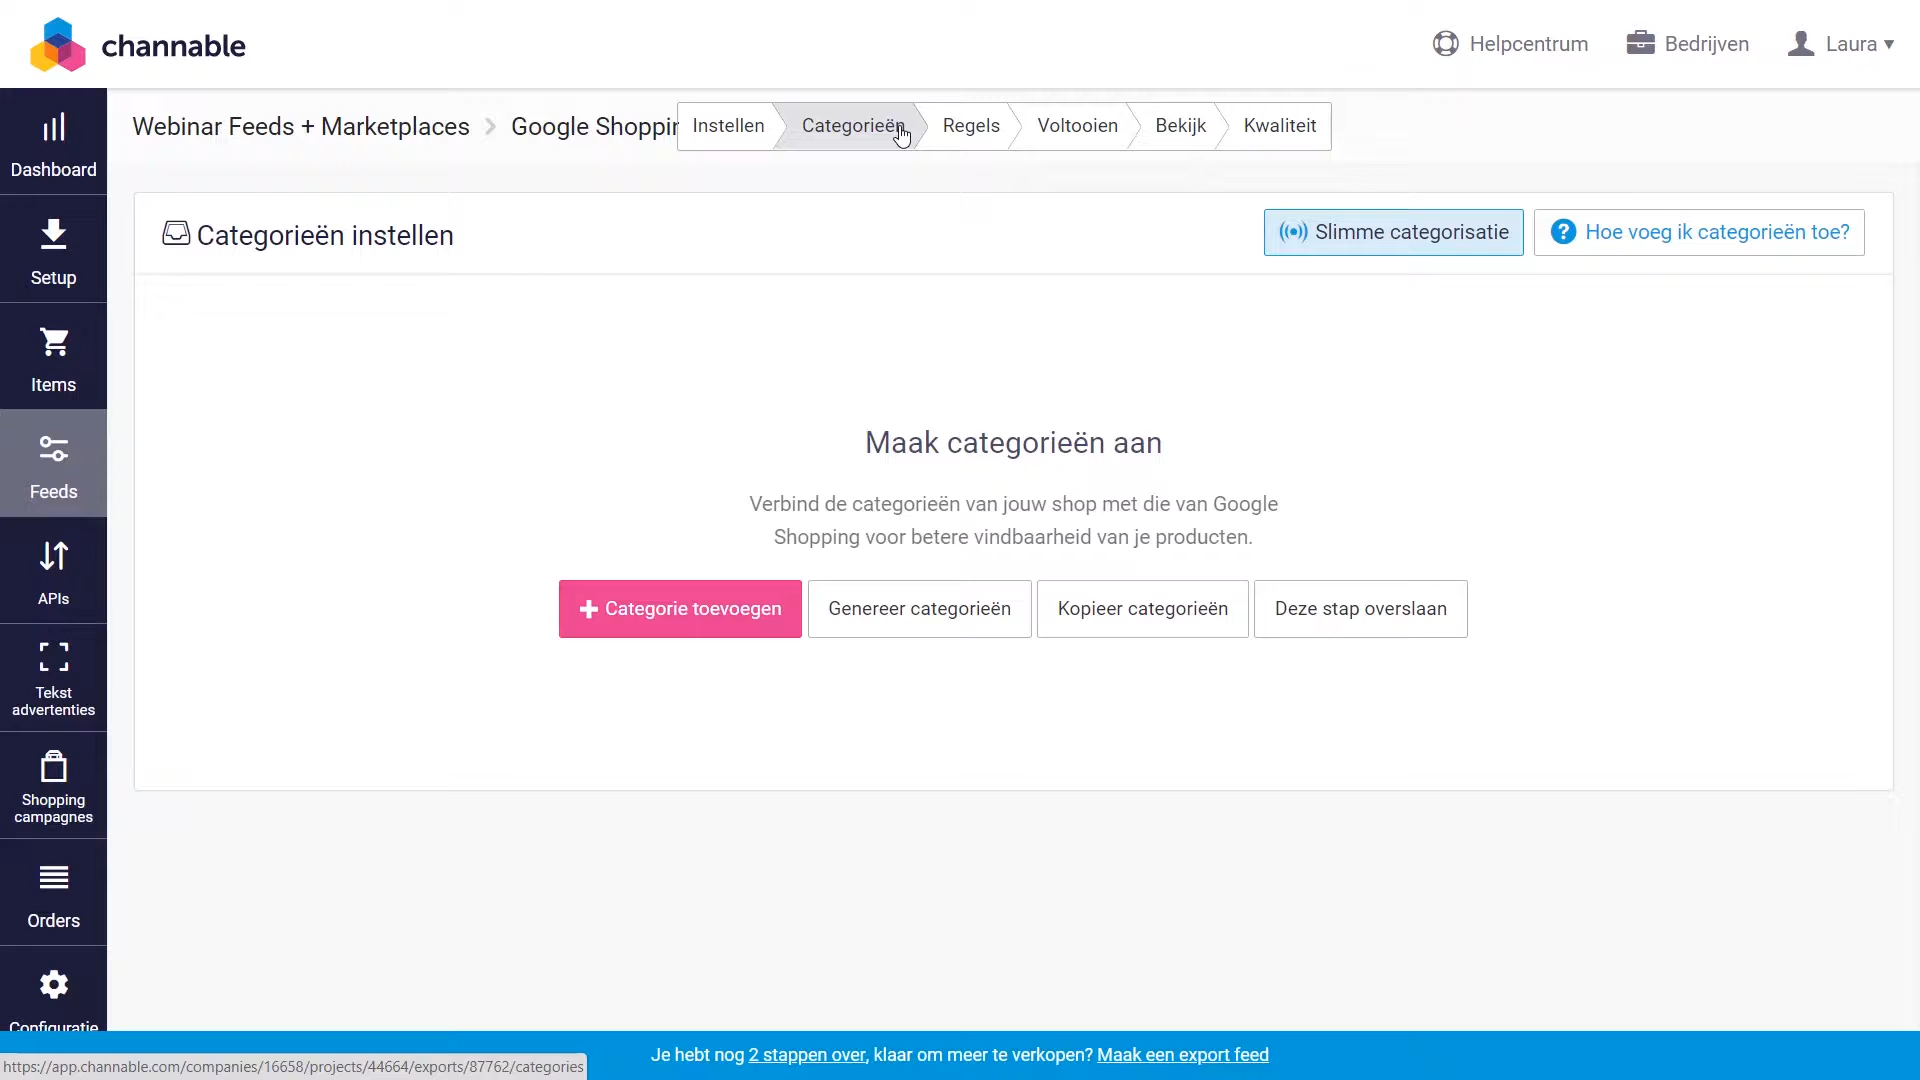 channable
Helpcentrum
Bedrijven
Laura
Webinar Feeds + Marketplaces
Google Shoppin
Instellen
Categorieën
Regels
Voltooien
Bekijk
Kwaliteit
Dashboard
Setup
Items
Feeds
APIs
Tekst
advertenties
Shopping
campagnes
Orders
Configuratie
Categorieën instellen
Slimme categorisatie
Hoe voeg ik categorieën toe?
Maak categorieën aan
Verbind de categorieën van jouw shop met die van Google
Shopping voor betere vindbaarheid van je producten.
+ Categorie toevoegen
Genereer categorieën
Kopieer categorieën
Deze stap overslaan
Je hebt nog 2 stappen over, klaar om meer te verkopen? Maak een export feed
https://app.channable.com/companies/16658/projects/44664/exports/87762/categories